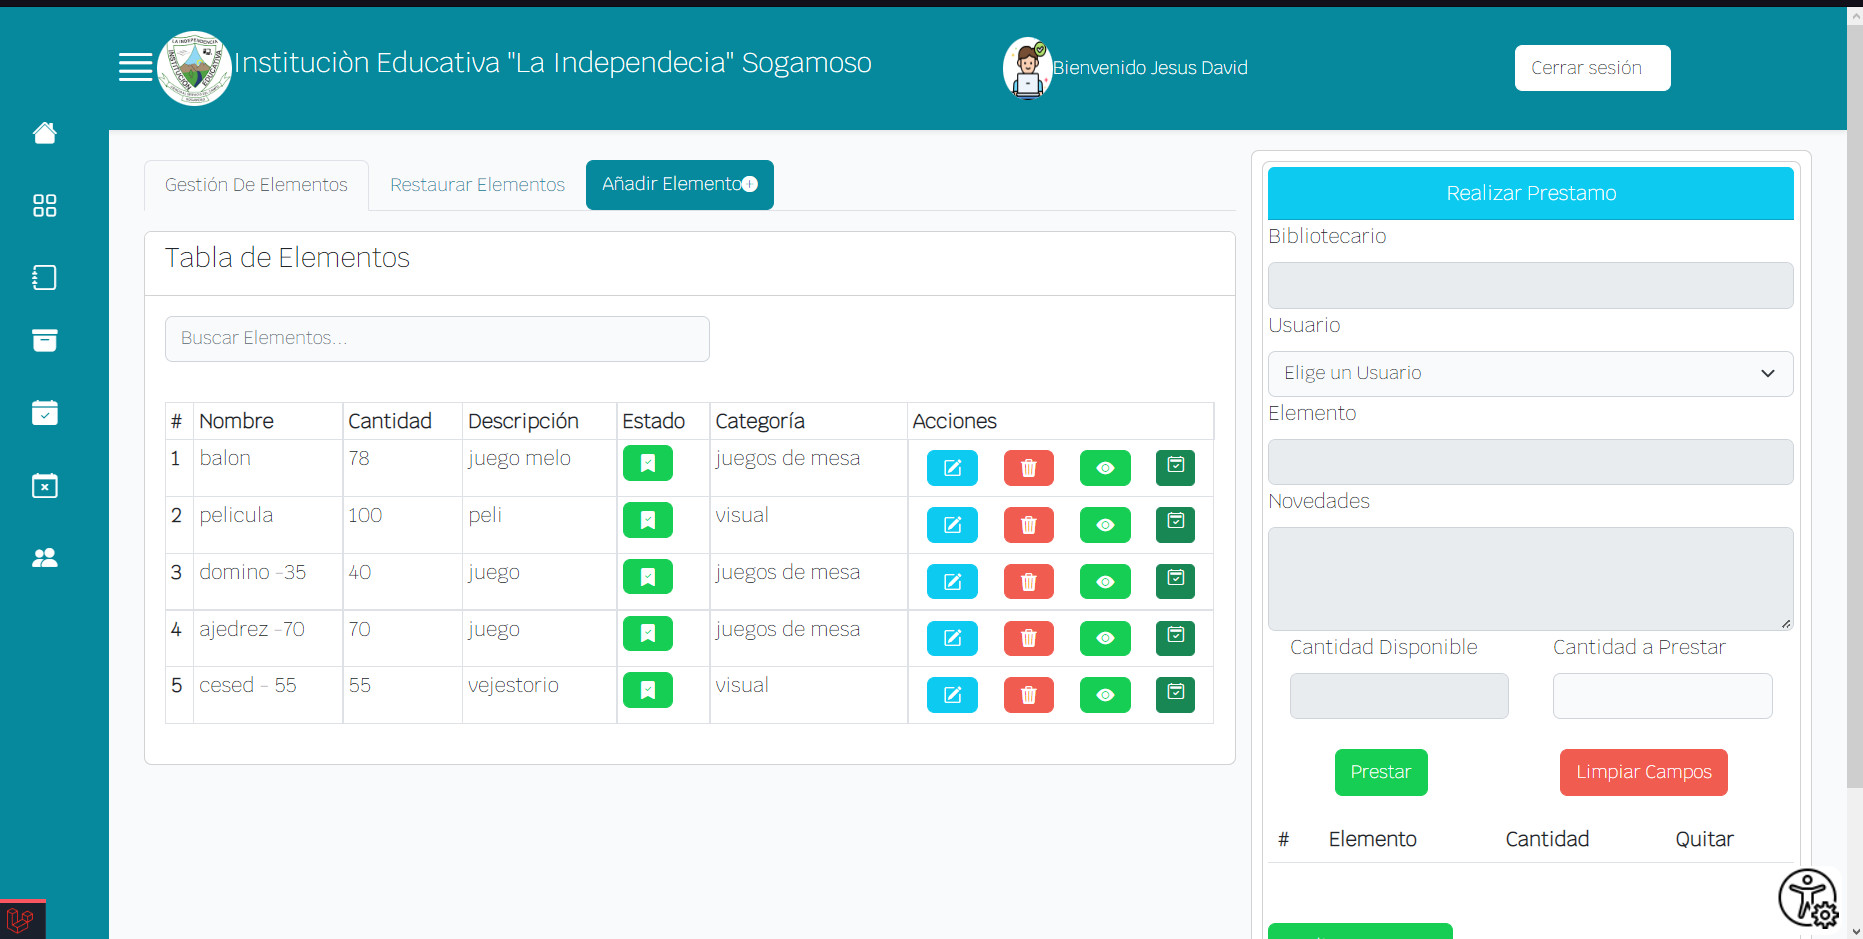 Instituciòn Educativa "La Independecia" Sogamoso
Bienvenido Jesus David
Cerrar sesión
Gestión De Elementos
Restaurar Elementos
Añadir Elemento
Tabla de Elementos
Buscar Elementos...
# Nombre Cantidad Descripción Estado Categoría Acciones
1 balon 78 juego melo juegos de mesa
2 pelicula 100 peli visual
3 domino -35 40 juego juegos de mesa
4 ajedrez -70 70 juego juegos de mesa
5 cesed - 55 55 vejestorio visual
Realizar Prestamo
Bibliotecario
Usuario
Elige un Usuario
Elemento
Novedades
Cantidad Disponible
Cantidad a Prestar
Prestar
Limpiar Campos
# Elemento Cantidad Quitar